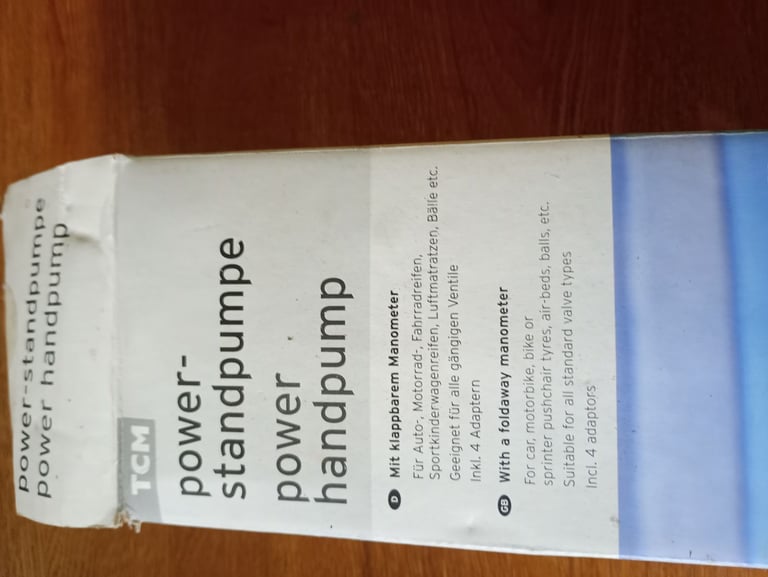 power-standpumpe
power handpump
TCM
power-
standpumpe
power
handpump
D Mit klappbarem Manometer
Für Auto-, Motorrad-, Fahrradreifen,
Sportkinderwagenreifen, Luftmatratzen, Bälle etc.
Geeignet für alle gängigen Ventile
Inkl. 4 Adaptern
GB With a foldaway manometer
For car, motorbike, bike or
sprinter pushchair tyres, air-beds, balls, etc.
Suitable for all standard valve types
Incl. 4 adaptors